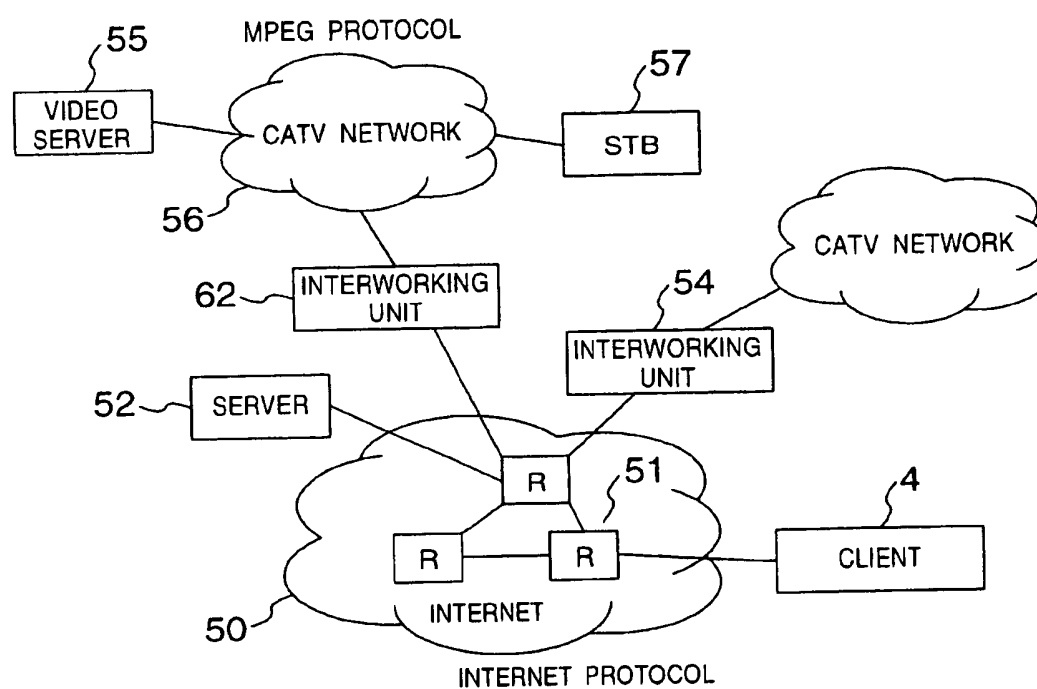 MPEG PROTOCOL
55
57
VIDEO
SERVER
CATV NETWORK
STB
56
CATV NETWORK
62
INTERWORKING
UNIT
54
INTERWORKING
UNIT
52
SERVER
R
51
4
R
R
CLIENT
50
INTERNET
INTERNET PROTOCOL